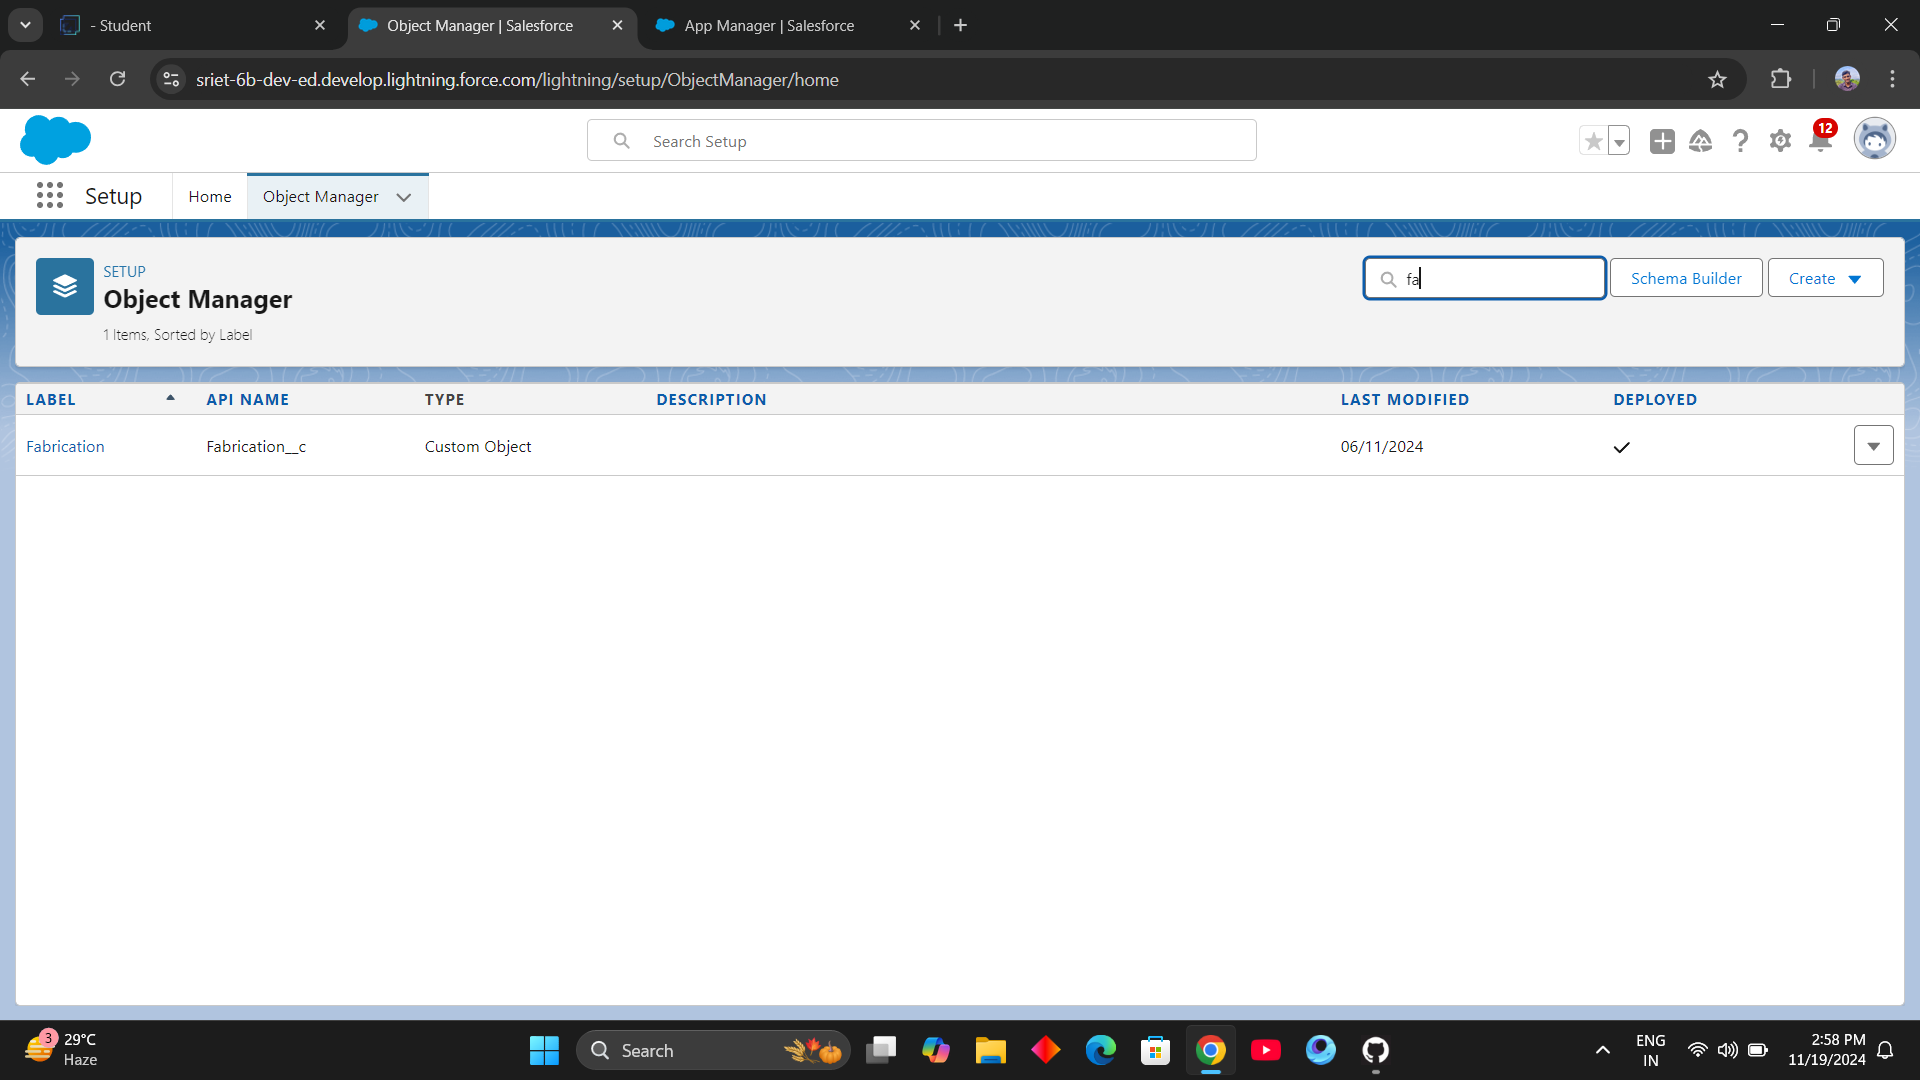 - Student
Object Manager | Salesforce
App Manager | Salesforce
sriet-6b-dev-ed.develop.lightning.force.com/lightning/setup/ObjectManager/home
Search Setup
12
Setup
Home
Object Manager
SETUP
Object Manager
1 Items, Sorted by Label
fa
Schema Builder
Create
LABEL
API NAME
TYPE
DESCRIPTION
LAST MODIFIED
DEPLOYED
Fabrication
Fabrication__c
Custom Object
06/11/2024
3
29°C
Haze
Search
ENG
IN
2:58 PM
11/19/2024